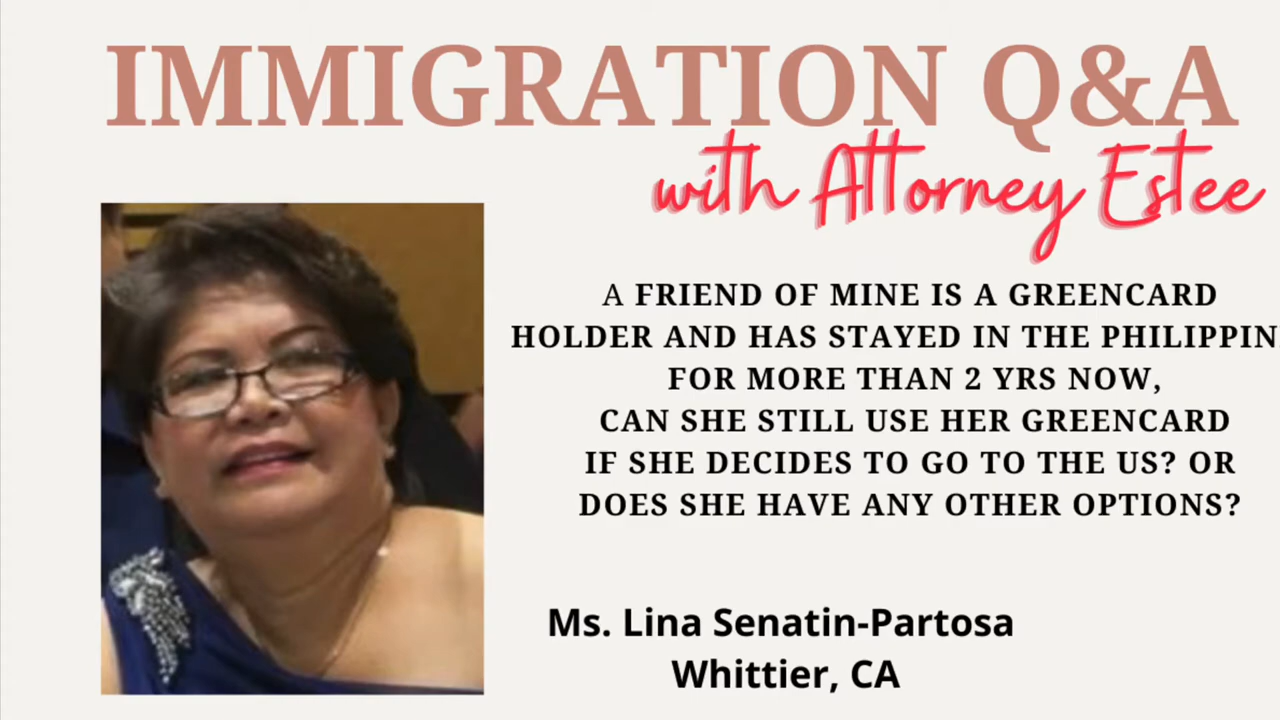 IMMIGRATION Q&A
with Attorney Estee
A FRIEND OF MINE IS A GREENCARD
HOLDER AND HAS STAYED IN THE PHILIPPIN
FOR MORE THAN 2 YRS NOW,
CAN SHE STILL USE HER GREENCARD
IF SHE DECIDES TO GO TO THE US? OR
DOES SHE HAVE ANY OTHER OPTIONS?
Ms. Lina Senatin-Partosa
Whittier, CA